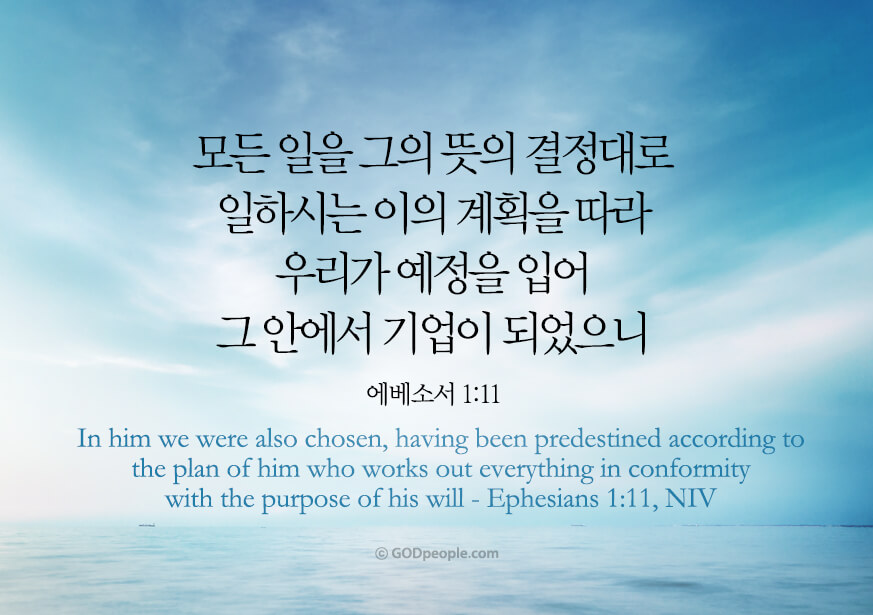 모든 일을 그의 뜻의 결정대로
일하시는 이의 계획을 따라
우리가 예정을 입어
그 안에서 기업이 되었으니
에베소서 1:11
In him we were also chosen, having been predestined according to
the plan of him who works out everything in conformity
with the purpose of his will - Ephesians 1:11, NIV
© GODpeople.com